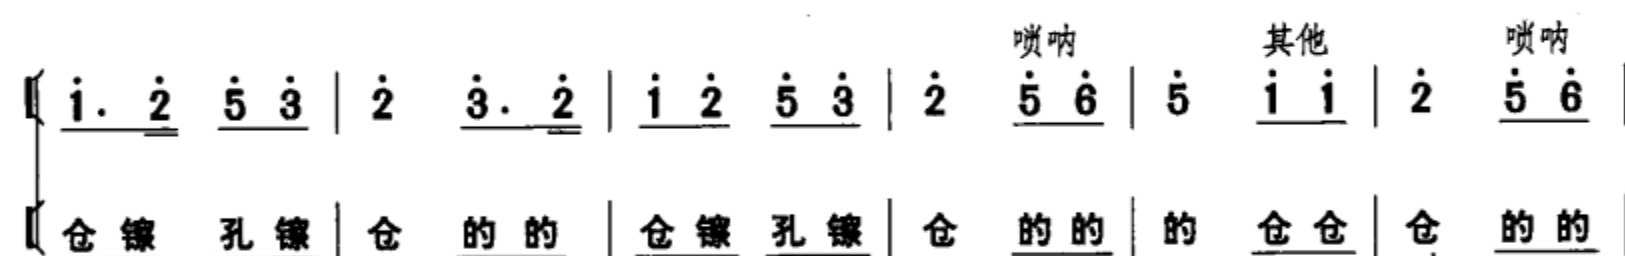 唢呐 其他 唢呐
1̇. 2̇ 5̇ 3̇ | 2̇ 3̇. 2̇ | 1̇ 2̇ 5̇ 3̇ | 2̇ 5̇ 6̇ | 5̇ 1̇ 1̇ | 2̇ 5̇ 6̇ |
仓 镲 孔 镲 | 仓 的 的 | 仓 镲 孔 镲 | 仓 的 的 | 的 仓 仓 | 仓 的 的 |